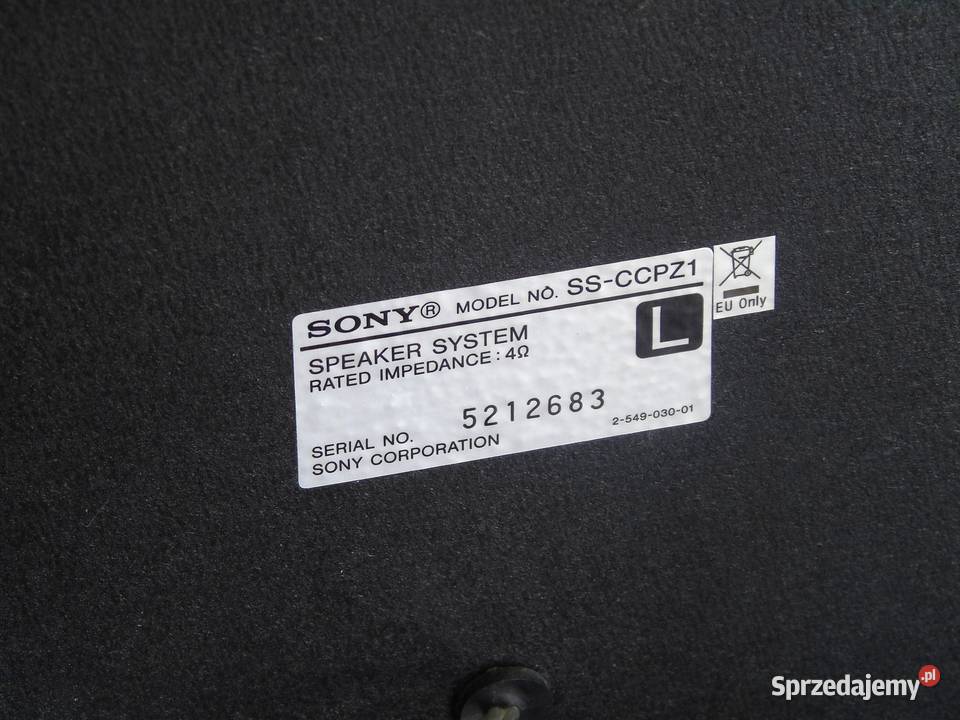 SONY® MODEL NO. SS-CCPZ1
SPEAKER SYSTEM
RATED IMPEDANCE : 4Ω
L
EU Only
5212683
SERIAL NO.
2-549-030-01
SONY CORPORATION
Sprzedajemy.pl